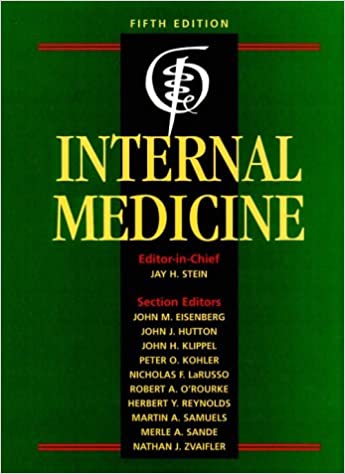 FIFTH EDITION
INTERNAL
MEDICINE
Editor-in-Chief
JAY H. STEIN
Section Editors
JOHN M. EISENBERG
JOHN J. HUTTON
JOHN H. KLIPPEL
PETER O. KOHLER
NICHOLAS F. LaRUSSO
ROBERT A. O'ROURKE
HERBERT Y. REYNOLDS
MARTIN A. SAMUELS
MERLE A. SANDE
NATHAN J. ZVAIFLER